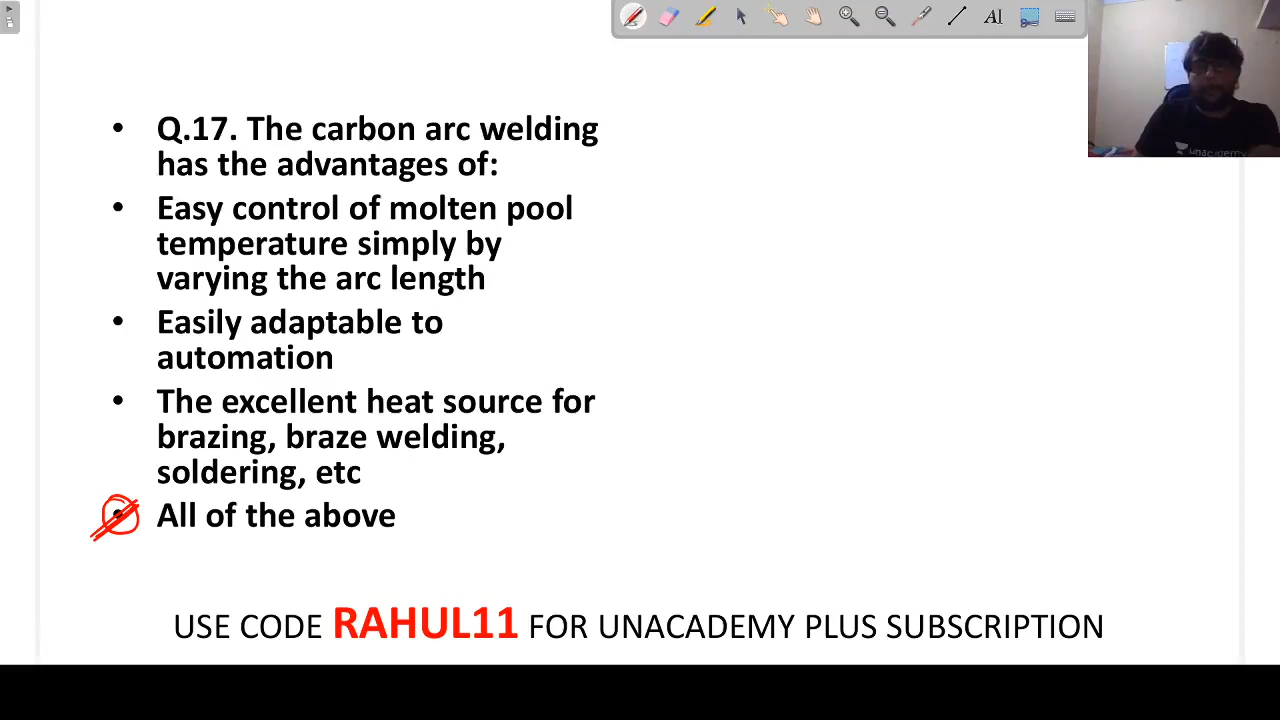 • Q.17. The carbon arc welding
has the advantages of:
• Easy control of molten pool
temperature simply by
varying the arc length
• Easily adaptable to
automation
• The excellent heat source for
brazing, braze welding,
soldering, etc
• All of the above
USE CODE RAHUL11 FOR UNACADEMY PLUS SUBSCRIPTION
AI
unacademy